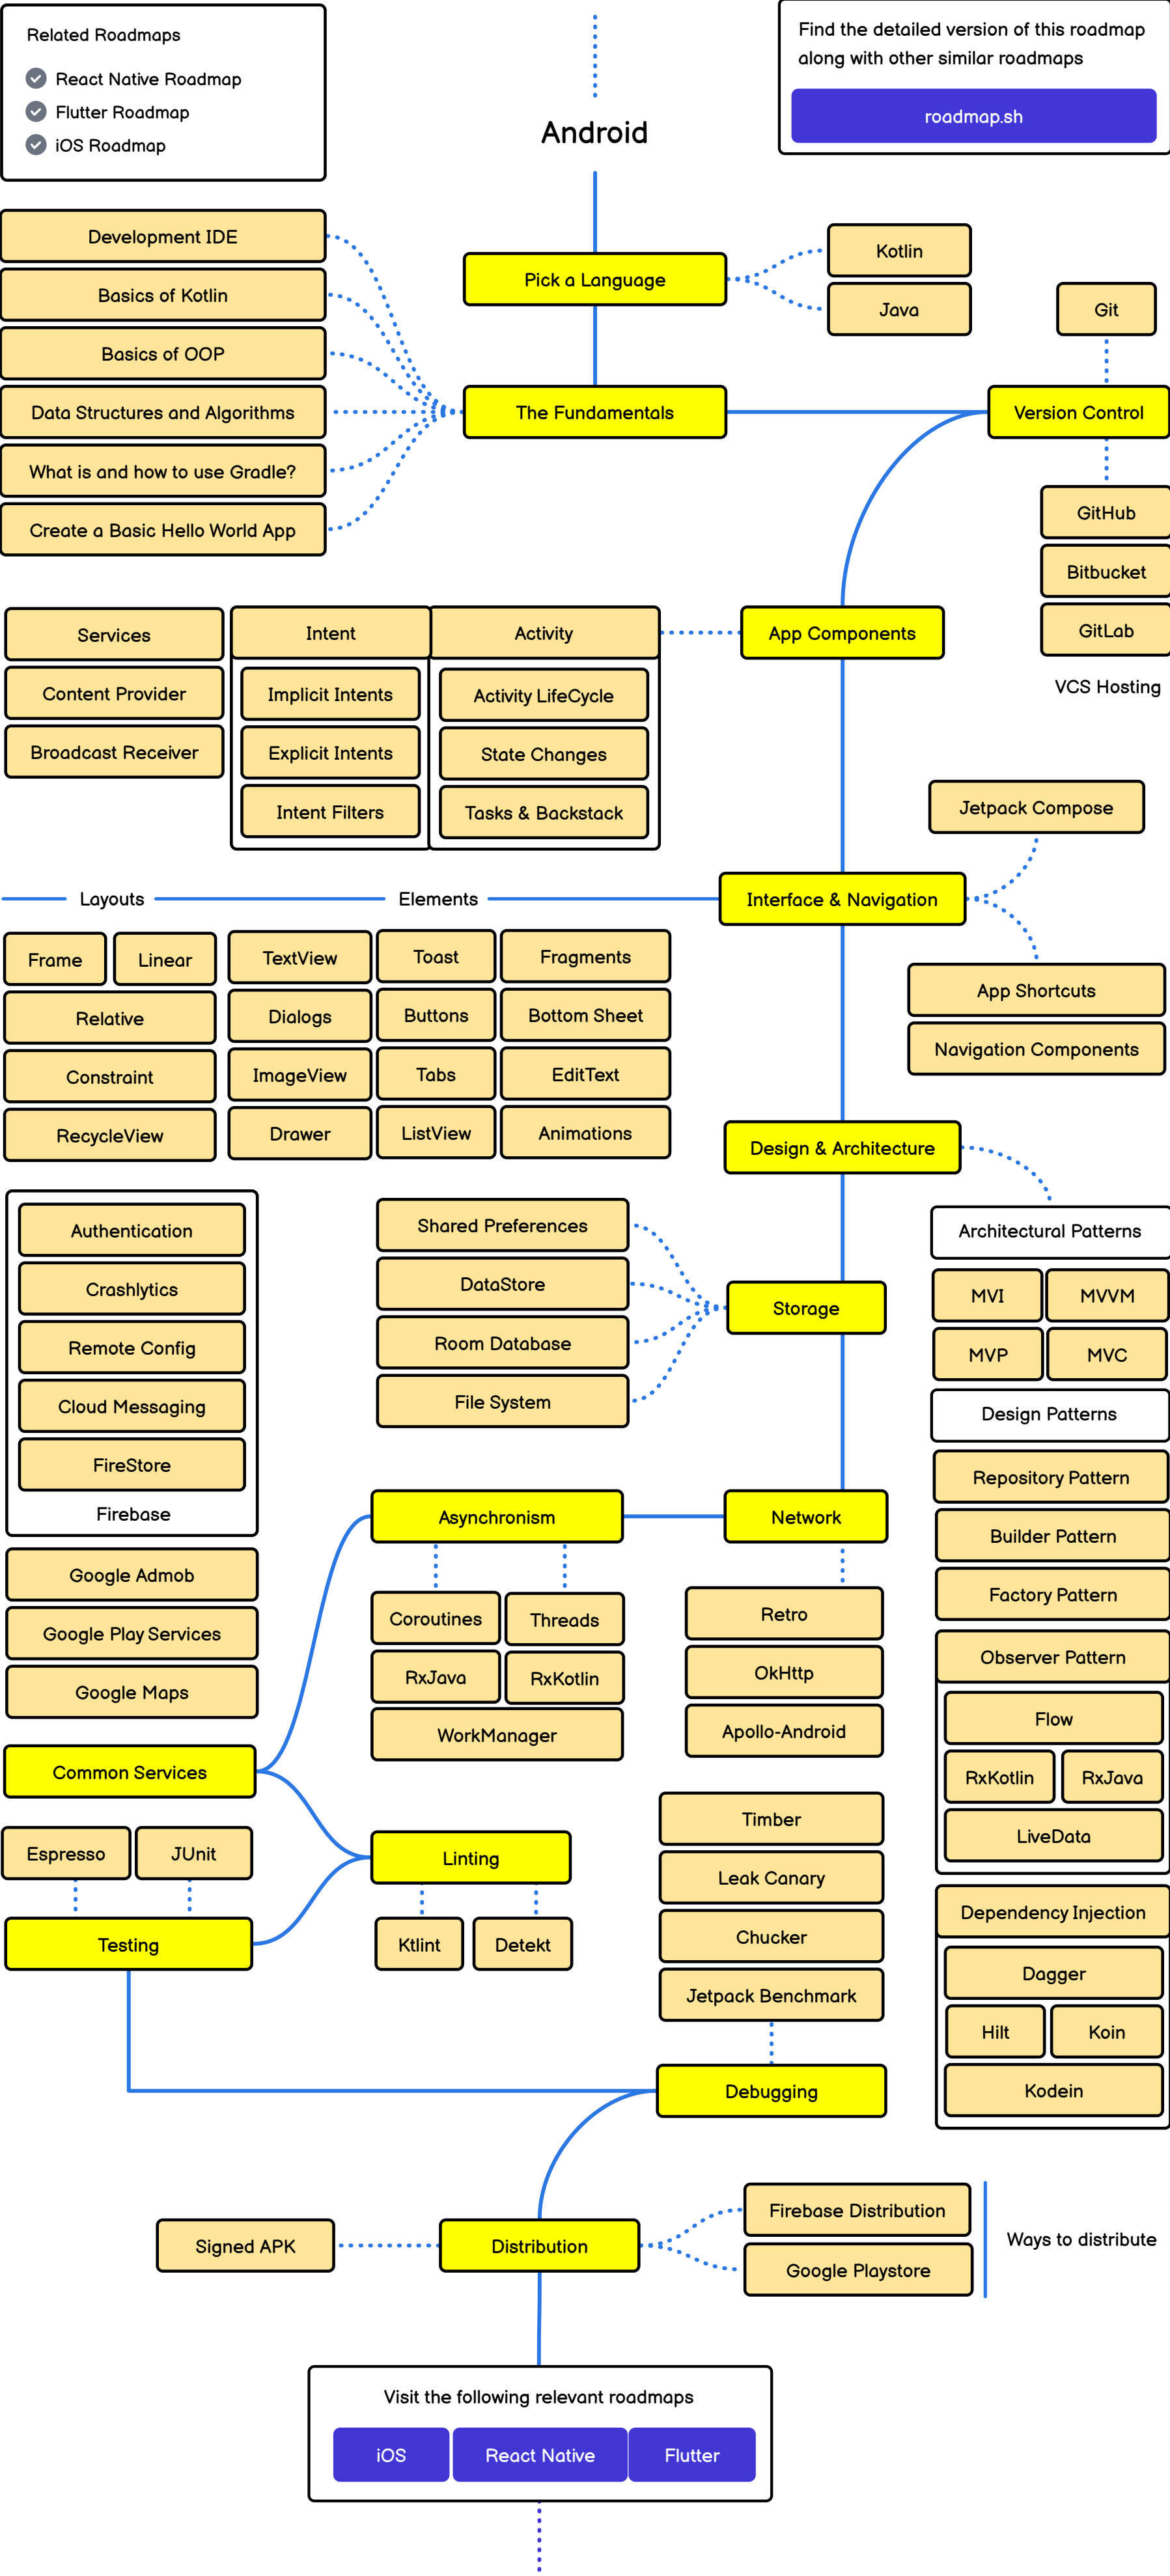 Related Roadmaps
React Native Roadmap
Flutter Roadmap
iOS Roadmap
Android
Find the detailed version of this roadmap
along with other similar roadmaps
roadmap.sh
Development IDE
Basics of Kotlin
Basics of OOP
Data Structures and Algorithms
What is and how to use Gradle?
Create a Basic Hello World App
Pick a Language
Kotlin
Java
The Fundamentals
Git
Version Control
GitHub
Bitbucket
GitLab
VCS Hosting
Services
Content Provider
Broadcast Receiver
Intent
Implicit Intents
Explicit Intents
Intent Filters
Activity
Activity LifeCycle
State Changes
Tasks & Backstack
App Components
Jetpack Compose
Interface & Navigation
App Shortcuts
Navigation Components
Layouts
Frame
Linear
Relative
Constraint
RecycleView
Elements
TextView
Toast
Fragments
Dialogs
Buttons
Bottom Sheet
ImageView
Tabs
EditText
Drawer
ListView
Animations
Design & Architecture
Architectural Patterns
MVI
MVVM
MVP
MVC
Design Patterns
Repository Pattern
Builder Pattern
Factory Pattern
Observer Pattern
Flow
RxKotlin
RxJava
LiveData
Dependency Injection
Dagger
Hilt
Koin
Kodein
Shared Preferences
DataStore
Room Database
File System
Storage
Authentication
Crashlytics
Remote Config
Cloud Messaging
FireStore
Firebase
Google Admob
Google Play Services
Google Maps
Common Services
Asynchronism
Coroutines
Threads
RxJava
RxKotlin
WorkManager
Network
Retro
OkHttp
Apollo-Android
Espresso
JUnit
Testing
Linting
Ktlint
Detekt
Timber
Leak Canary
Chucker
Jetpack Benchmark
Debugging
Signed APK
Distribution
Firebase Distribution
Google Playstore
Ways to distribute
Visit the following relevant roadmaps
iOS
React Native
Flutter